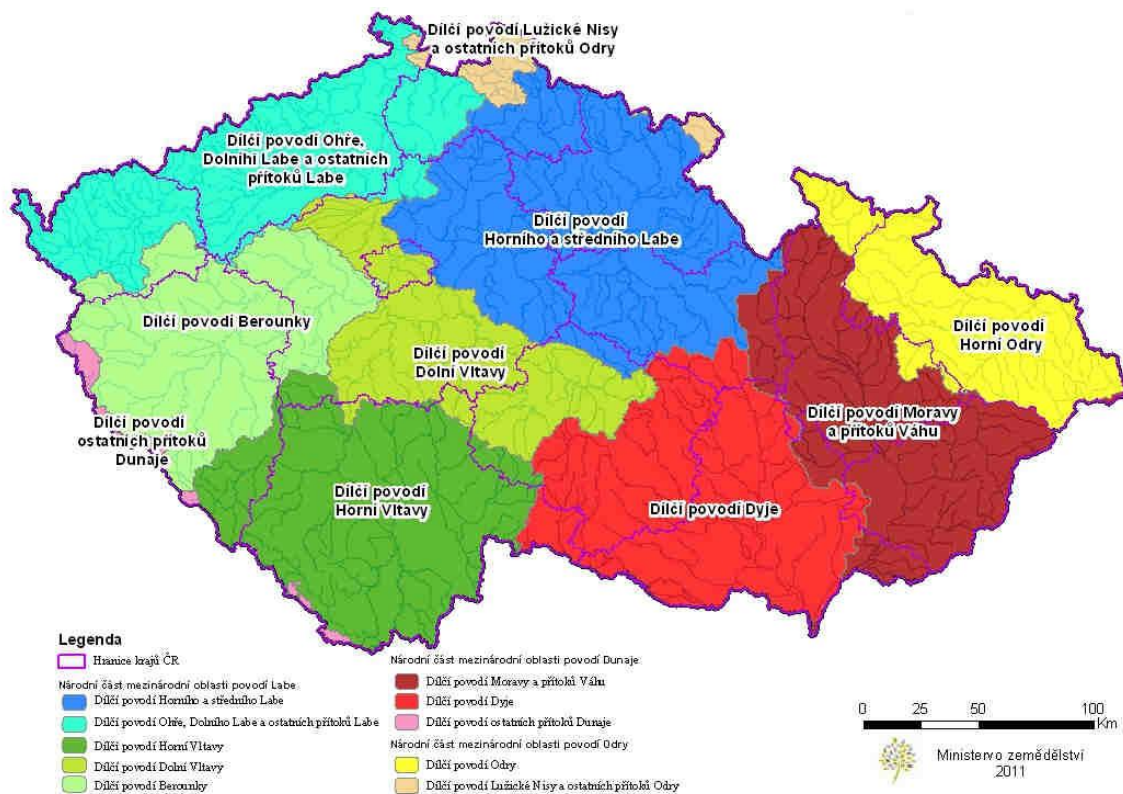 Dílčí povodí Lužické Nisy
a ostatních přítoků Odry
Dílčí povodí Ohře,
Dolníhi Labe a ostatních
přítoků Labe
Dílčí povodí
Horního a středního Labe
Dílčí povodí Berounky
Dílčí povodí
Dolní Vltavy
Dílčí povodí
Horní Odry
Dílčí povodí
ostatních přítoků
Dunaje
Dílčí povodí Moravy
a přítoků Váhu
Dílčí povodí
Horní Vltavy
Dílčí povodí Dyje
Legenda
Hranice krajů ČR
Národní část mezinárodní oblasti povodí Labe
Dílčí povodí Horního a středního Labe
Dílčí povodí Ohře, Dolního Labe a ostatních přítoků Labe
Dílčí povodí Horní Vltavy
Dílčí povodí Dolní Vltavy
Dílčí povodí Berounky
Národní část mezinárodní oblasti povodí Dunaje
Dílčí povodí Moravy a přítoků Váhu
Dílčí povodí Dyje
Dílčí povodí ostatních přítoků Dunaje
Národní část mezinárodní oblasti povodí Odry
Dílčí povodí Odry
Dílčí povodí Lužické Nisy a ostatních přítoků Odry
0 25 50 100
Km
Ministervo zemědělství
2011